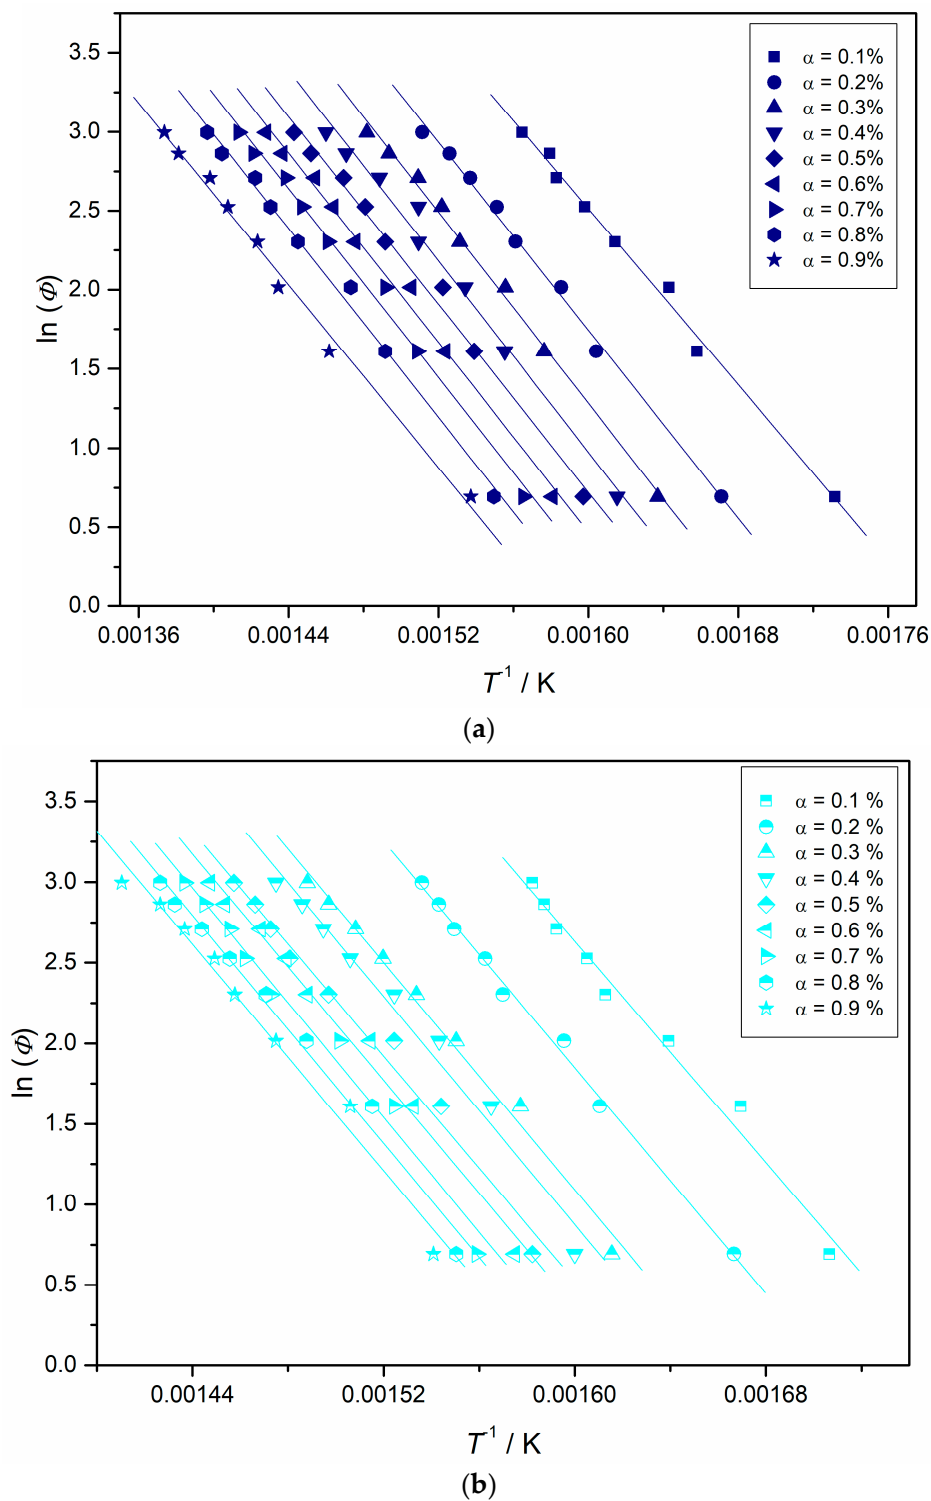 3.5
3.0
2.5
2.0
1.5
1.0
0.5
0.0
ln (Φ)
α = 0.1%
α = 0.2%
α = 0.3%
α = 0.4%
α = 0.5%
α = 0.6%
α = 0.7%
α = 0.8%
α = 0.9%
0.00136 0.00144 0.00152 0.00160 0.00168 0.00176
T⁻¹ / K
(a)
3.5
3.0
2.5
2.0
1.5
1.0
0.5
0.0
ln (Φ)
α = 0.1 %
α = 0.2 %
α = 0.3 %
α = 0.4 %
α = 0.5 %
α = 0.6 %
α = 0.7 %
α = 0.8 %
α = 0.9 %
0.00144 0.00152 0.00160 0.00168
T⁻¹ / K
(b)